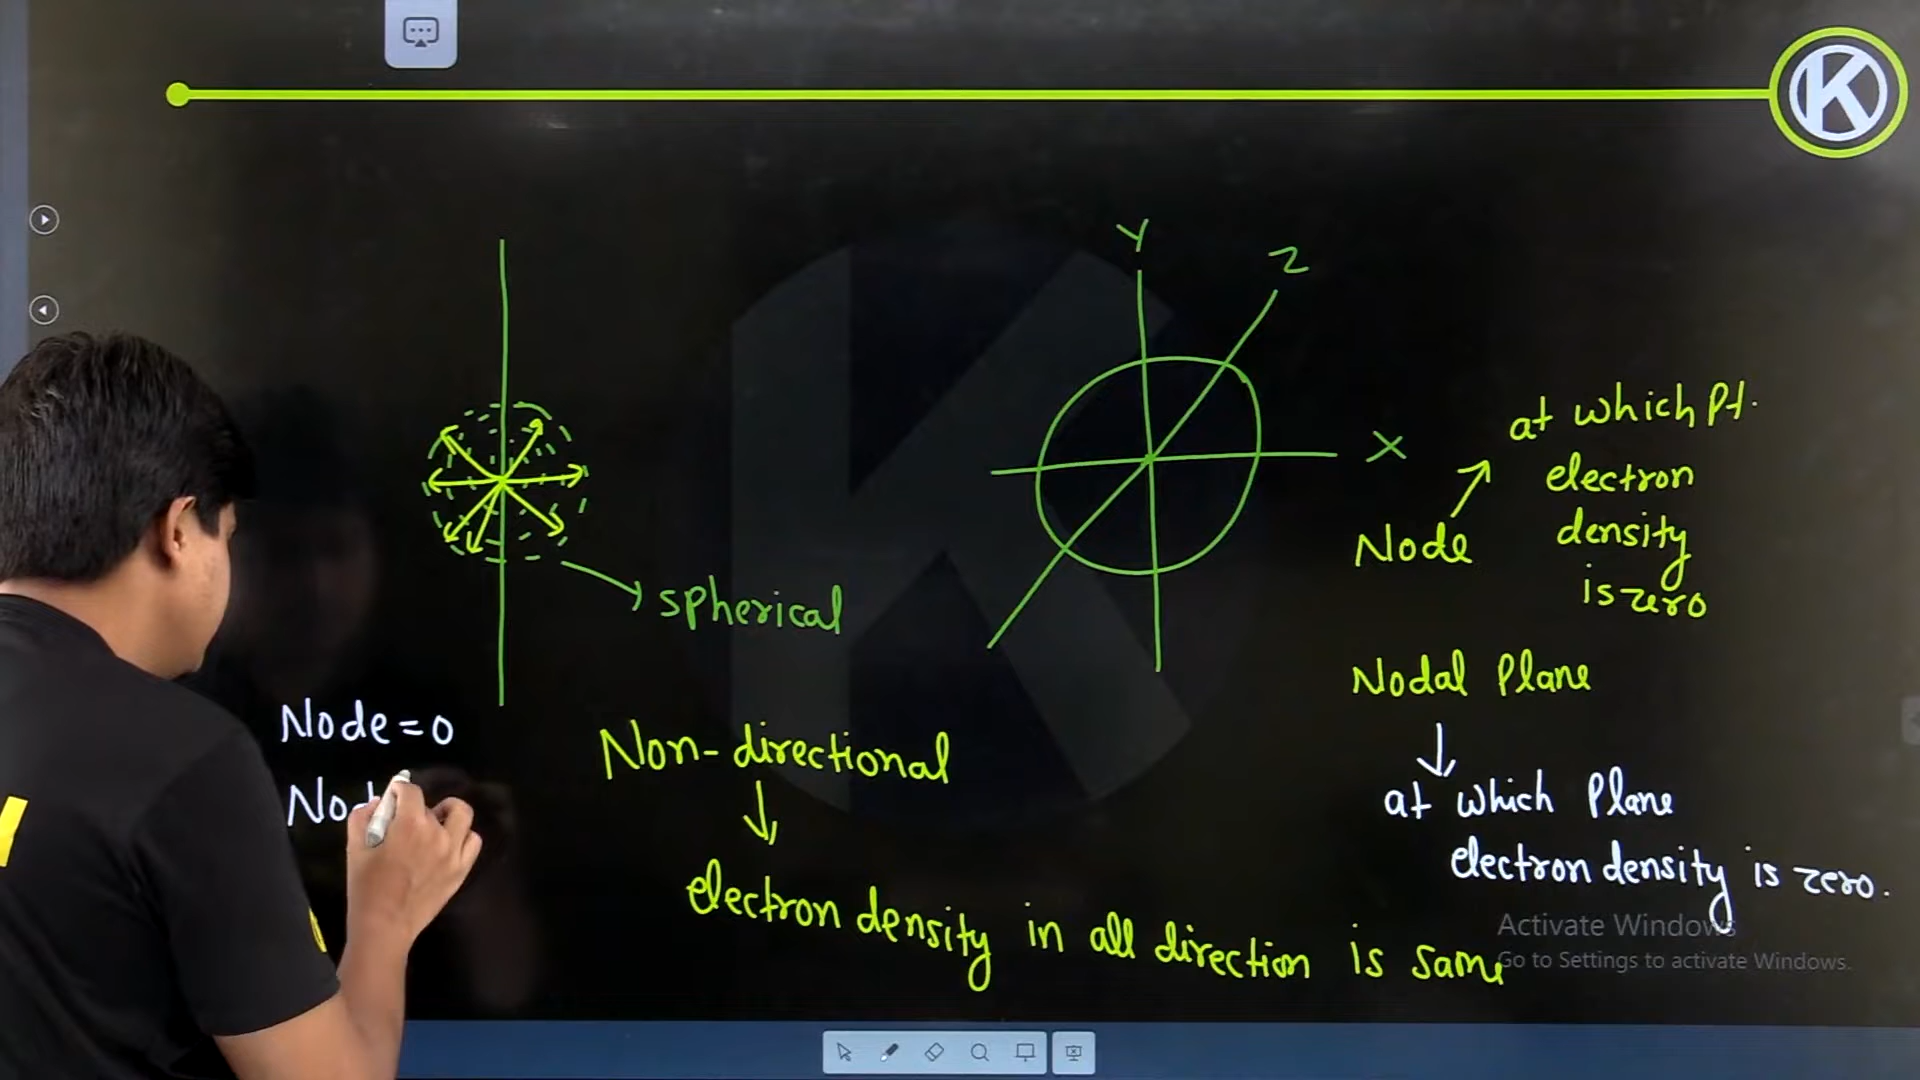 K
Y
Z
X
at which Pt.
electron
density
is zero
Node
spherical
Nodal Plane
Node = 0
Non-directional
at which Plane
electron density is zero.
electron density in all direction is same
Activate Windows
Go to Settings to activate Windows.